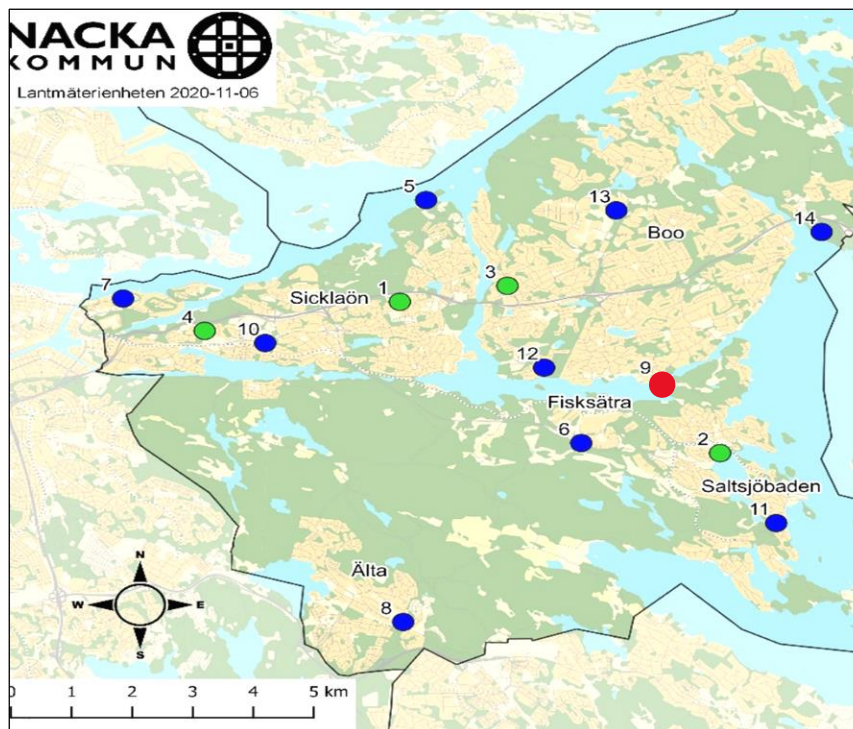 NACKA
KOMMUN
Lantmäterienheten 2020-11-06
5
13
Boo
14
7
Sicklaön
1
3
4
10
12
9
Fisksätra
6
2
Saltsjöbaden
11
Älta
8
N
W
E
S
0 1 2 3 4 5 km